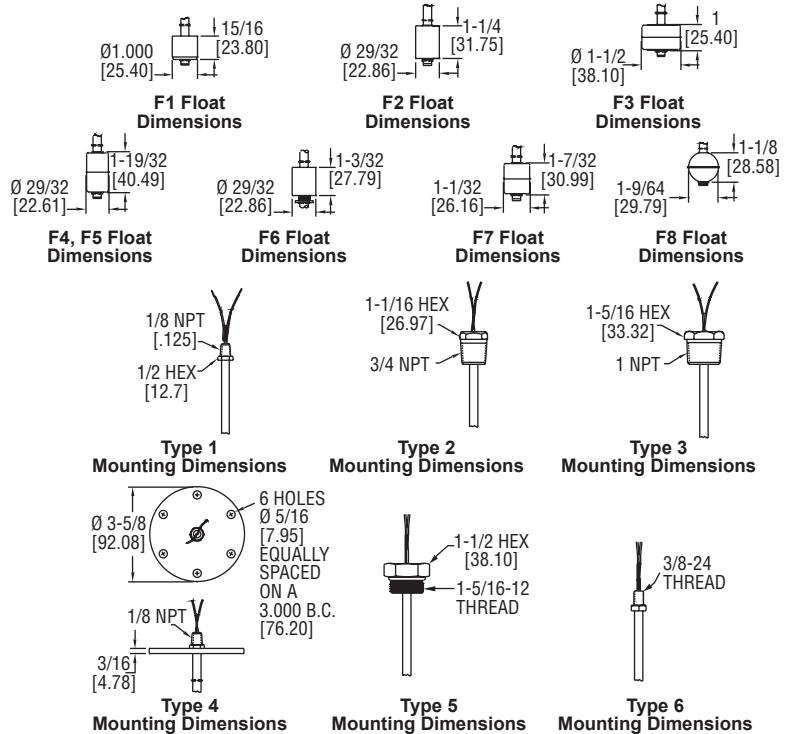 15/16
[23.80]
Ø1.000
[25.40]
F1 Float
Dimensions
1-1/4
[31.75]
Ø 29/32
[22.86]
F2 Float
Dimensions
1
[25.40]
Ø 1-1/2
[38.10]
F3 Float
Dimensions
1-19/32
[40.49]
Ø 29/32
[22.61]
F4, F5 Float
Dimensions
1-3/32
[27.79]
Ø 29/32
[22.86]
F6 Float
Dimensions
1-7/32
[30.99]
1-1/32
[26.16]
F7 Float
Dimensions
1-1/8
[28.58]
1-9/64
[29.79]
F8 Float
Dimensions
1/8 NPT
[.125]
1/2 HEX
[12.7]
Type 1
Mounting Dimensions
1-1/16 HEX
[26.97]
3/4 NPT
Type 2
Mounting Dimensions
1-5/16 HEX
[33.32]
1 NPT
Type 3
Mounting Dimensions
Ø 3-5/8
[92.08]
6 HOLES
Ø 5/16
[7.95]
EQUALLY
SPACED
ON A
3.000 B.C.
[76.20]
1/8 NPT
3/16
[4.78]
Type 4
Mounting Dimensions
1-1/2 HEX
[38.10]
1-5/16-12
THREAD
Type 5
Mounting Dimensions
3/8-24
THREAD
Type 6
Mounting Dimensions